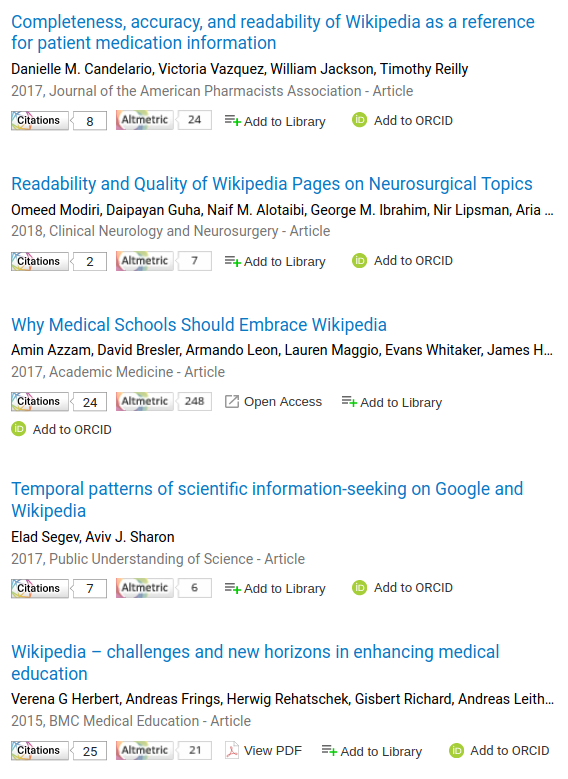 Completeness, accuracy, and readability of Wikipedia as a reference
for patient medication information
Danielle M. Candelario, Victoria Vazquez, William Jackson, Timothy Reilly
2017, Journal of the American Pharmacists Association - Article
Citations 8 Altmetric 24 Add to Library iD Add to ORCID
Readability and Quality of Wikipedia Pages on Neurosurgical Topics
Omeed Modiri, Daipayan Guha, Naif M. Alotaibi, George M. Ibrahim, Nir Lipsman, Aria ...
2018, Clinical Neurology and Neurosurgery - Article
Citations 2 Altmetric 7 Add to Library iD Add to ORCID
Why Medical Schools Should Embrace Wikipedia
Amin Azzam, David Bresler, Armando Leon, Lauren Maggio, Evans Whitaker, James H...
2017, Academic Medicine - Article
Citations 24 Altmetric 248 Open Access Add to Library
iD Add to ORCID
Temporal patterns of scientific information-seeking on Google and
Wikipedia
Elad Segev, Aviv J. Sharon
2017, Public Understanding of Science - Article
Citations 7 Altmetric 6 Add to Library iD Add to ORCID
Wikipedia – challenges and new horizons in enhancing medical
education
Verena G Herbert, Andreas Frings, Herwig Rehatschek, Gisbert Richard, Andreas Leith...
2015, BMC Medical Education - Article
Citations 25 Altmetric 21 View PDF Add to Library iD Add to ORCID